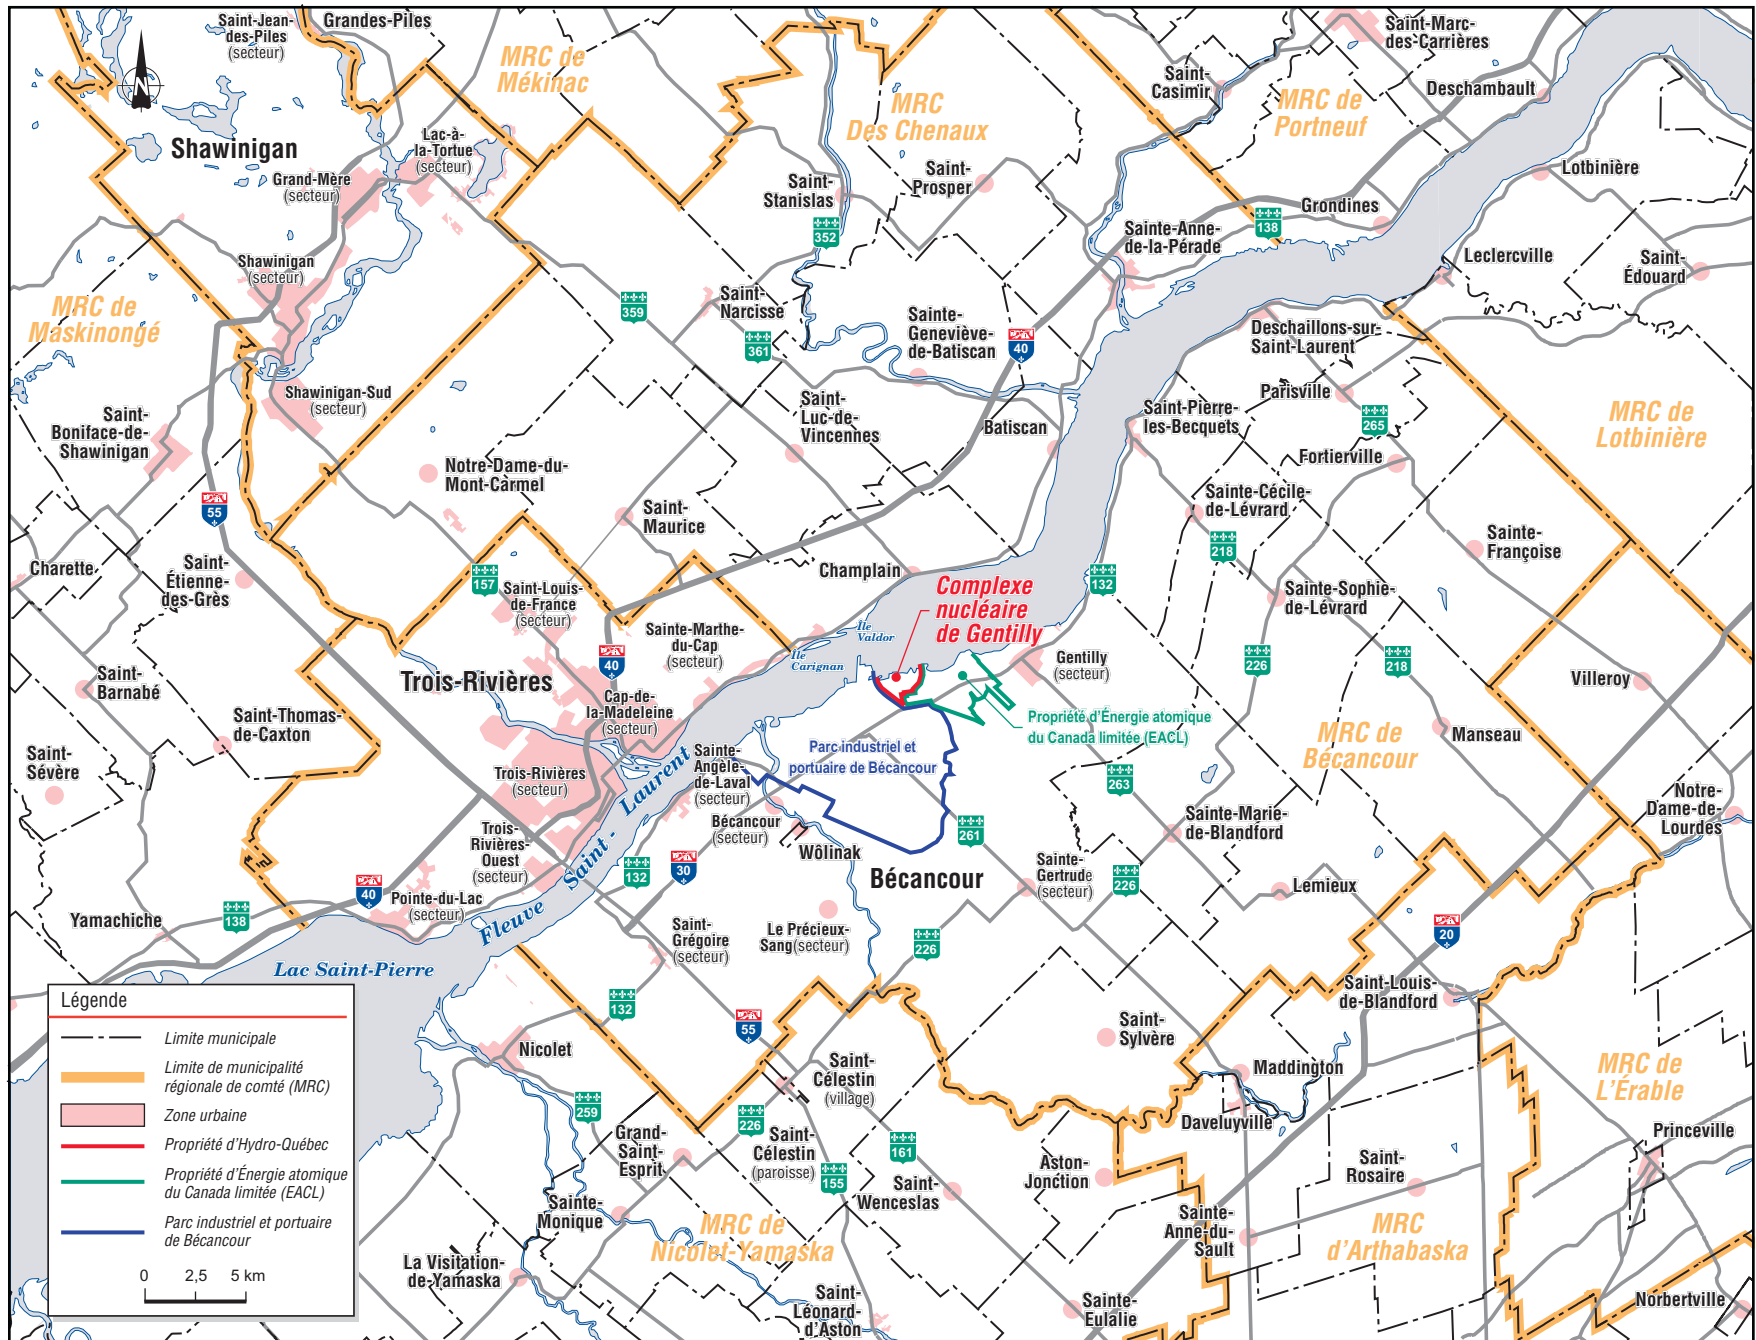 Saint-Jean-
des-Piles
(secteur)
Grandes-Piles
MRC de
Mékinac
Saint-Marc-
des-Carrières
Saint-
Casimir
Deschambault
MRC
Des Chenaux
MRC de
Portneuf
N
Shawinigan
Lac-à-
la-Tortue
(secteur)
Grand-Mère
(secteur)
Saint-
Stanislas
Saint-
Prosper
Lotbinière
Grondines
352
138
Sainte-Anne-
de-la-Pérade
Shawinigan
(secteur)
Leclercville
Saint-
Édouard
MRC de
Maskinongé
359
Saint-
Narcisse
361
Sainte-
Geneviève-
de-Batiscan
40
Deschaillons-sur-
Saint-Laurent
Shawinigan-Sud
(secteur)
Parisville
Saint-
Boniface-de-
Shawinigan
Saint-
Luc-de-
Vincennes
Batiscan
Saint-Pierre-
les-Becquets
265
MRC de
Lotbinière
Fortierville
Notre-Dame-du-
Mont-Carmel
55
Saint-
Maurice
Sainte-Cécile-
de-Lévrard
218
Sainte-
Françoise
Charette
Saint-
Étienne-
des-Grès
157
Saint-Louis-
de-France
(secteur)
Champlain
Complexe
nucléaire
de Gentilly
132
Sainte-Sophie-
de-Lévrard
Île
Valdor
Île
Carignan
Sainte-Marthe-
du-Cap
(secteur)
40
Gentilly
(secteur)
226
218
Villeroy
Saint-
Barnabé
Trois-Rivières
Cap-de-
la-Madeleine
(secteur)
Saint-Thomas-
de-Caxton
Propriété d'Énergie atomique
du Canada limitée (EACL)
MRC de
Bécancour
Manseau
Saint-
Sévère
Trois-Rivières
(secteur)
Sainte-
Angèle-
de-Laval
(secteur)
Parc industriel et
portuaire de Bécancour
263
Notre-
Dame-de-
Lourdes
Trois-
Rivières-
Ouest
(secteur)
Bécancour
(secteur)
Wôlinak
261
Sainte-Marie-
de-Blandford
Fleuve Saint-Laurent
132
30
Bécancour
Sainte-
Gertrude
(secteur)
226
Lemieux
Pointe-du-Lac
(secteur)
40
138
Yamachiche
Saint-
Grégoire
(secteur)
Le Précieux-
Sang(secteur)
226
20
Lac Saint-Pierre
Saint-Louis-
de-Blandford
132
55
Saint-
Sylvère
Nicolet
Saint-
Célestin
(village)
Maddington
MRC de
L'Érable
259
226
Daveluyville
Grand-
Saint-
Esprit
Saint-
Célestin
(paroisse)
161
155
Saint-
Wenceslas
Aston-
Jonction
Saint-
Rosaire
Princeville
Sainte-
Monique
MRC de
Nicolet-Yamaska
Sainte-
Anne-du-
Sault
MRC
d'Arthabaska
La Visitation-
de-Yamaska
Saint-
Léonard-
d'Aston
Sainte-
Eulalie
Norbertville
Légende
Limite municipale
Limite de municipalité
régionale de comté (MRC)
Zone urbaine
Propriété d'Hydro-Québec
Propriété d'Énergie atomique
du Canada limitée (EACL)
Parc industriel et portuaire
de Bécancour
0 2,5 5 km